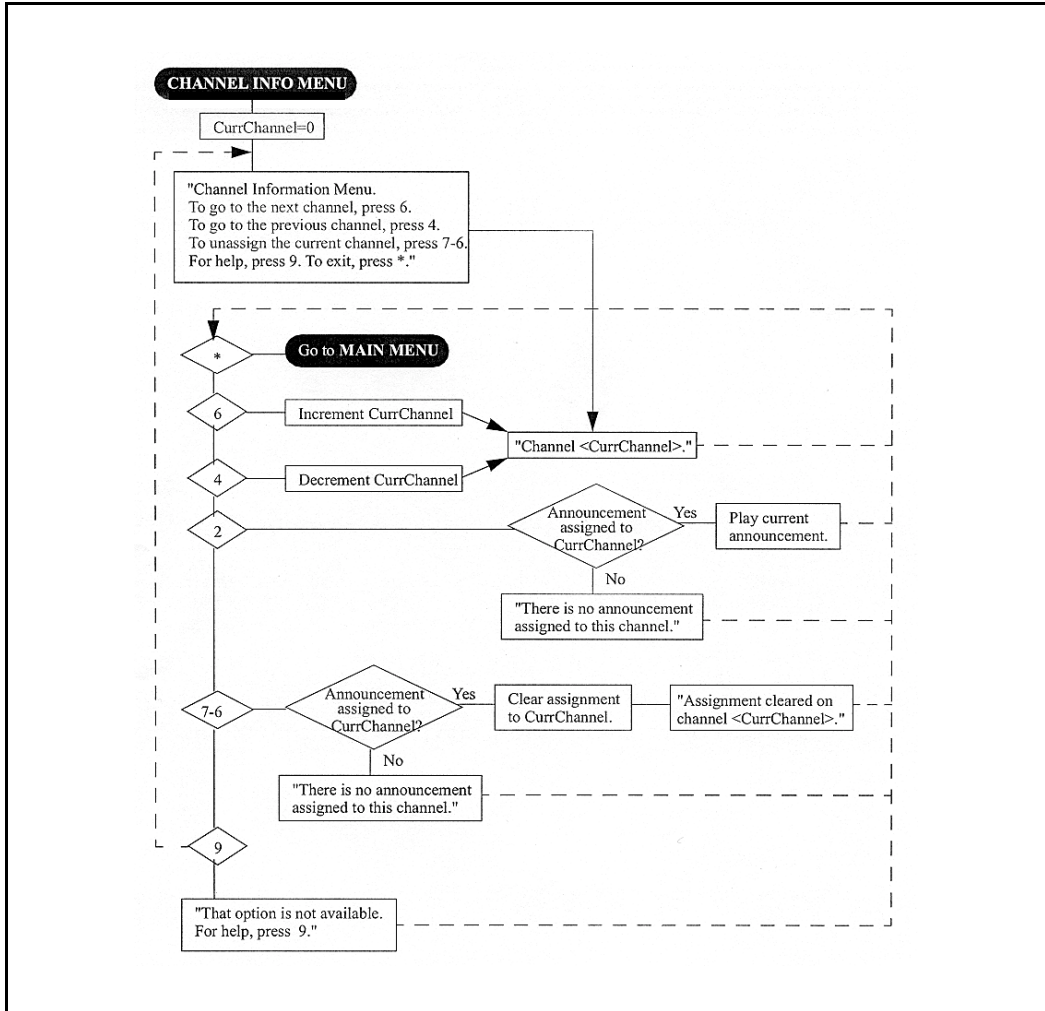 CHANNEL INFO MENU
CurrChannel=0
"Channel Information Menu.
To go to the next channel, press 6.
To go to the previous channel, press 4.
To unassign the current channel, press 7-6.
For help, press 9. To exit, press *."
*
Go to MAIN MENU
6
Increment CurrChannel
"Channel <CurrChannel>."
4
Decrement CurrChannel
2
Announcement
assigned to
CurrChannel?
Yes
Play current
announcement.
No
"There is no announcement
assigned to this channel."
7-6
Announcement
assigned to
CurrChannel?
Yes
Clear assignment
to CurrChannel.
"Assignment cleared on
channel <CurrChannel>."
No
"There is no announcement
assigned to this channel."
9
"That option is not available.
For help, press 9."